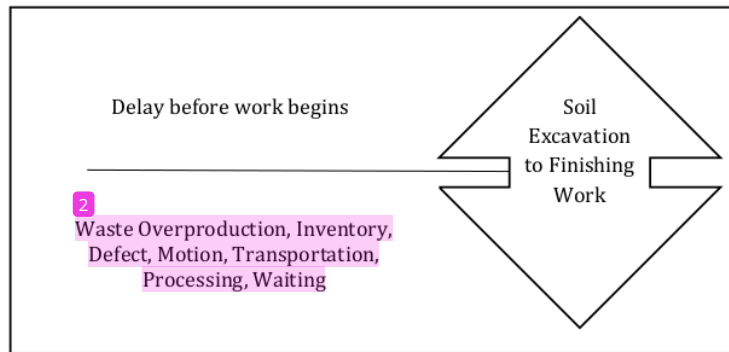 Delay before work begins
Soil
Excavation
to Finishing
Work
2
Waste Overproduction, Inventory,
Defect, Motion, Transportation,
Processing, Waiting